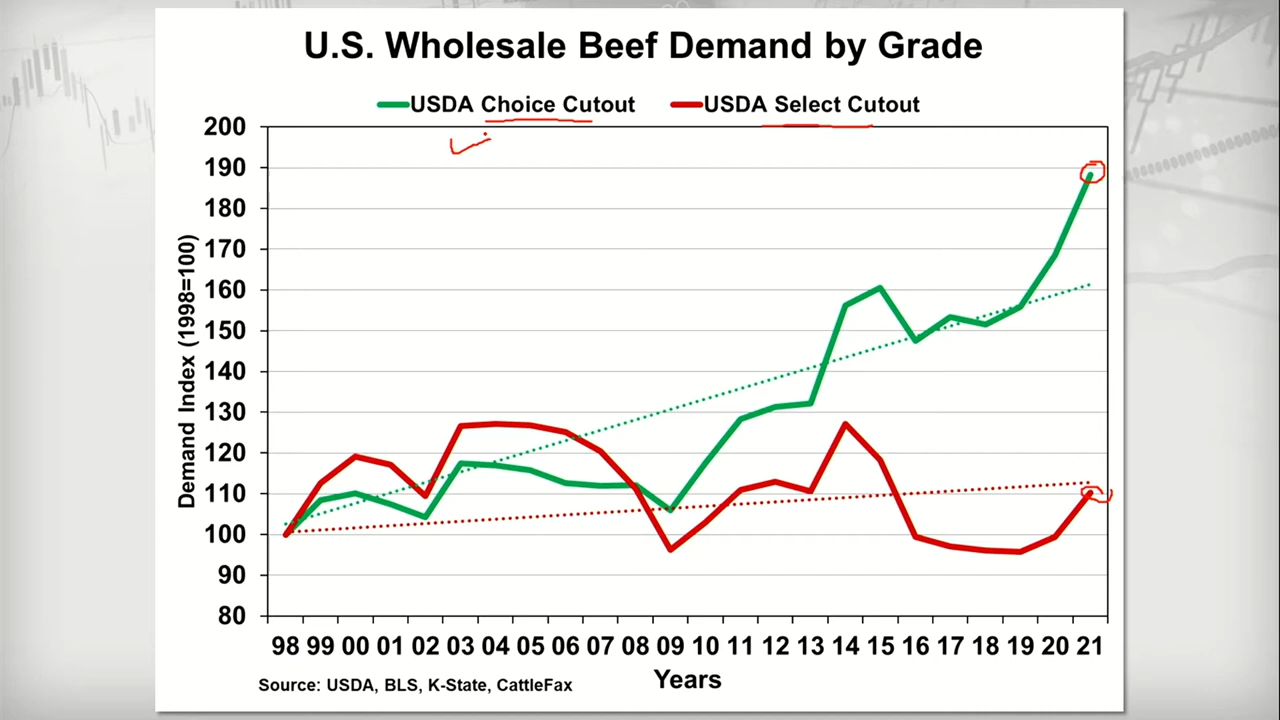 U.S. Wholesale Beef Demand by Grade
USDA Choice Cutout USDA Select Cutout
200
190
180
170
160
150
140
130
120
110
100
90
80
Demand Index (1998=100)
98 99 00 01 02 03 04 05 06 07 08 09 10 11 12 13 14 15 16 17 18 19 20 21
Years
Source: USDA, BLS, K-State, CattleFax